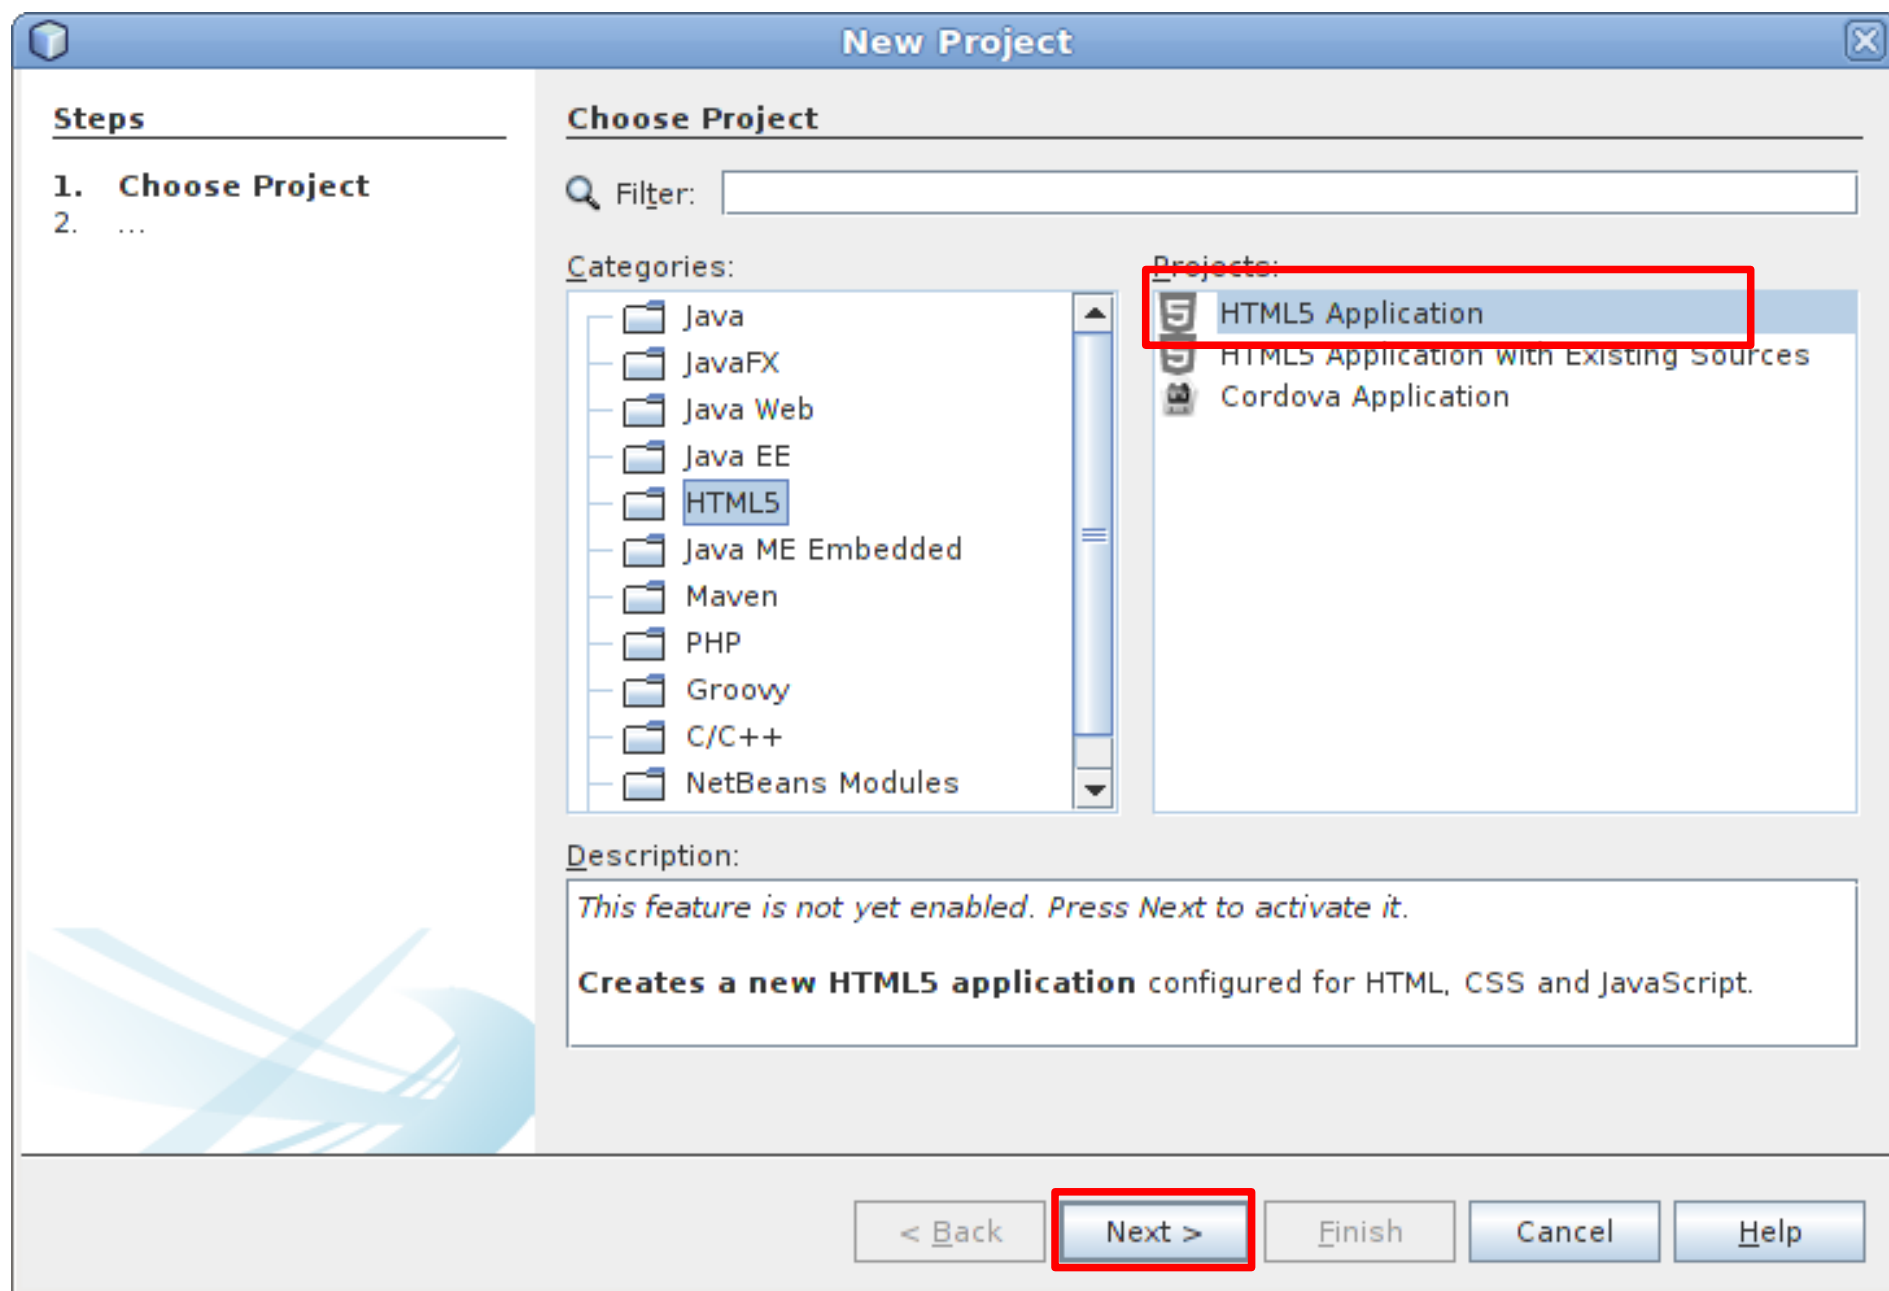 New Project
Steps
1. Choose Project
2. ...
Choose Project
Filter:
Categories:
Java
JavaFX
Java Web
Java EE
HTML5
Java ME Embedded
Maven
PHP
Groovy
C/C++
NetBeans Modules
Projects:
HTML5 Application
HTML5 Application With Existing Sources
Cordova Application
Description:
This feature is not yet enabled. Press Next to activate it.
Creates a new HTML5 application configured for HTML, CSS and JavaScript.
< Back
Next >
Finish
Cancel
Help